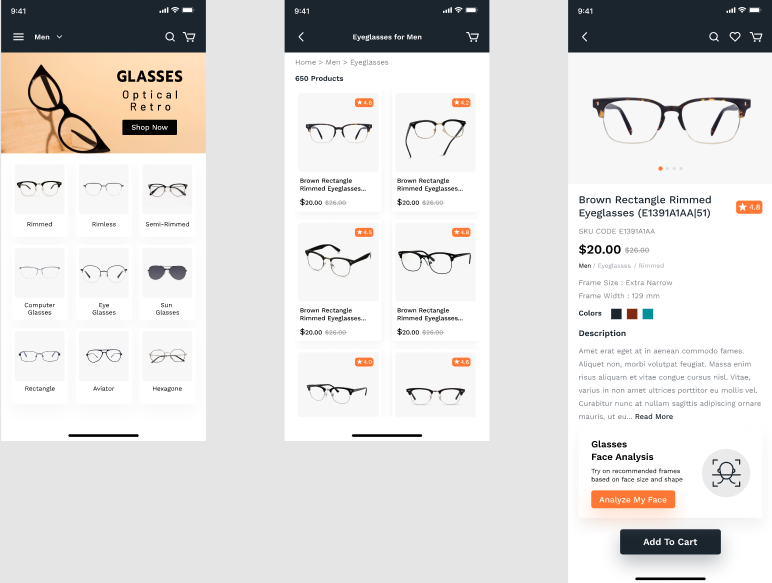 9:41
Men
GLASSES
Optical
Retro
Shop Now
Rimmed
Rimless
Semi-Rimmed
Computer
Glasses
Eye
Glasses
Sun
Glasses
Rectangle
Aviator
Hexagone
9:41
Eyeglasses for Men
Home > Men > Eyeglasses
650 Products
4.8
Brown Rectangle
Rimmed Eyeglasses...
$20.00 $26.00
4.2
Brown Rectangle
Rimmed Eyeglasses...
$20.00 $26.00
4.5
Brown Rectangle
Rimmed Eyeglasses...
$20.00 $26.00
4.8
Brown Rectangle
Rimmed Eyeglasses...
$20.00 $26.00
4.0
4.6
9:41
Brown Rectangle Rimmed
Eyeglasses (E1391A1AA|51)
4.8
SKU CODE E1391A1AA
$20.00 $26.00
Men / Eyeglasses / Rimmed
Frame Size : Extra Narrow
Frame Width : 129 mm
Colors
Description
Amet erat eget at in aenean commodo fames.
Aliquet non, morbi volutpat feugiat. Massa enim
risus aliquam et vitae congue cursus nisl. Vitae,
varius in non amet ultrices porttitor eu mollis vel.
Curabitur nunc at nullam sagittis adipiscing ornare
mauris, ut eu... Read More
Glasses
Face Analysis
Try on recommended frames
based on face size and shape
Analyze My Face
Add To Cart